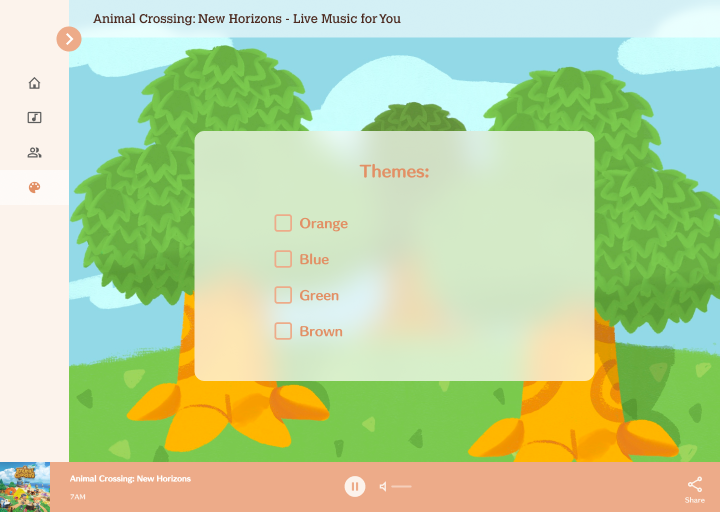 Animal Crossing: New Horizons - Live Music for You
Themes:
Orange
Blue
Green
Brown
Animal Crossing: New Horizons
7AM
Share